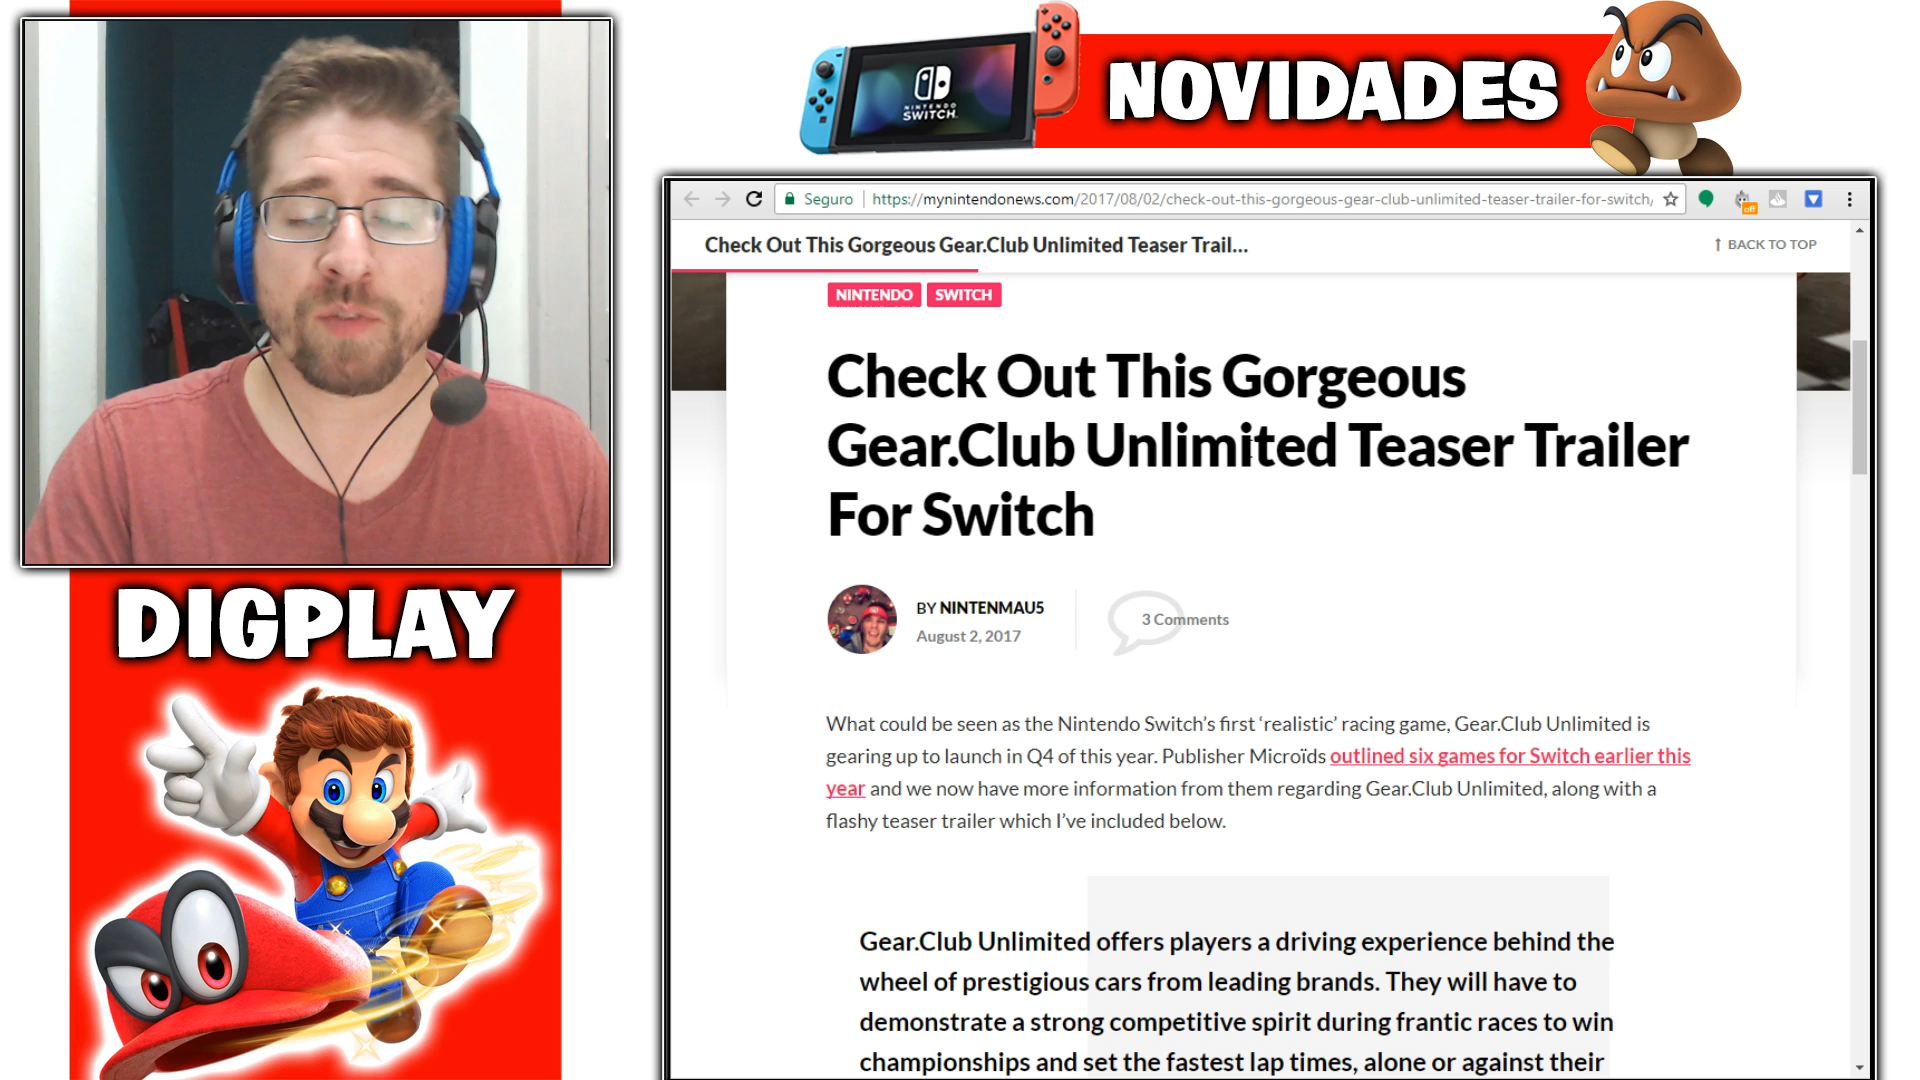 NOVIDADES
NINTENDO
SWITCH
Seguro
https://mynintendonews.com/2017/08/02/check-out-this-gorgeous-gear-club-unlimited-teaser-trailer-for-switch/
off
Check Out This Gorgeous Gear.Club Unlimited Teaser Trail...
↑ BACK TO TOP
NINTENDO SWITCH
Check Out This Gorgeous
Gear.Club Unlimited Teaser Trailer
For Switch
BY NINTENMAU5
August 2, 2017
3 Comments
What could be seen as the Nintendo Switch's first ‘realistic’ racing game, Gear.Club Unlimited is
gearing up to launch in Q4 of this year. Publisher Microïds outlined six games for Switch earlier this
year and we now have more information from them regarding Gear.Club Unlimited, along with a
flashy teaser trailer which I've included below.
Gear.Club Unlimited offers players a driving experience behind the
wheel of prestigious cars from leading brands. They will have to
demonstrate a strong competitive spirit during frantic races to win
championships and set the fastest lap times, alone or against their
DIGPLAY